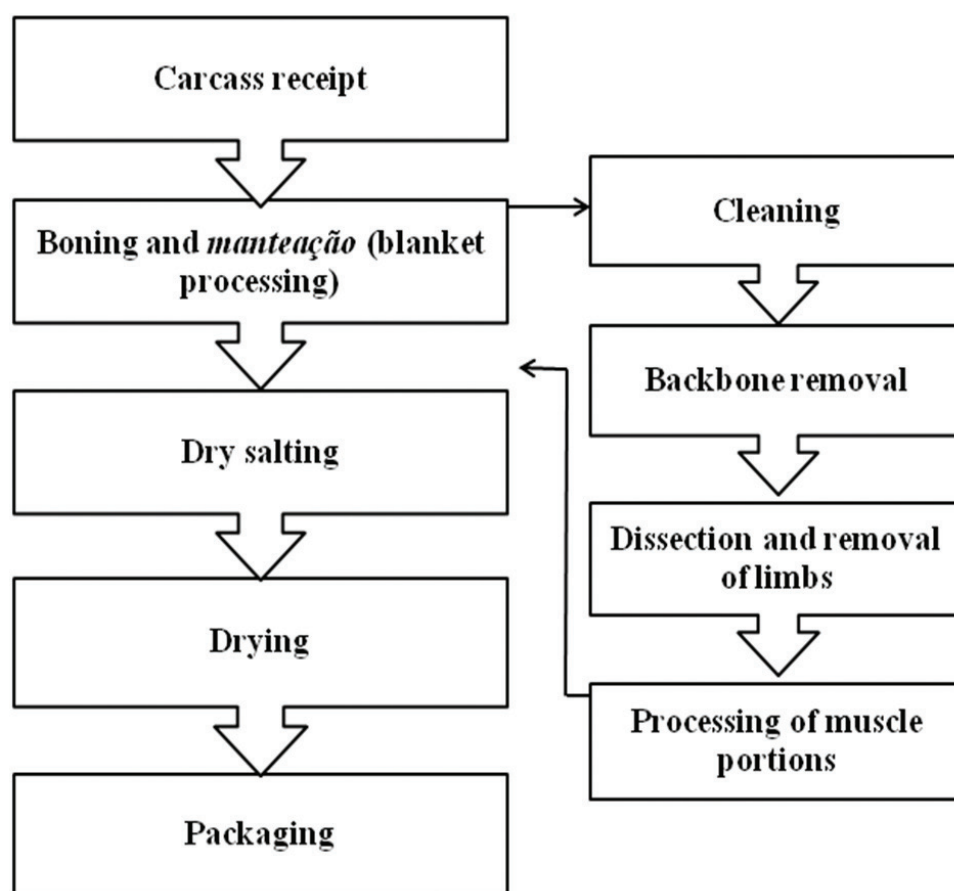 Carcass receipt
Boning and manteação (blanket
processing)
Dry salting
Drying
Packaging
Cleaning
Backbone removal
Dissection and removal
of limbs
Processing of muscle
portions